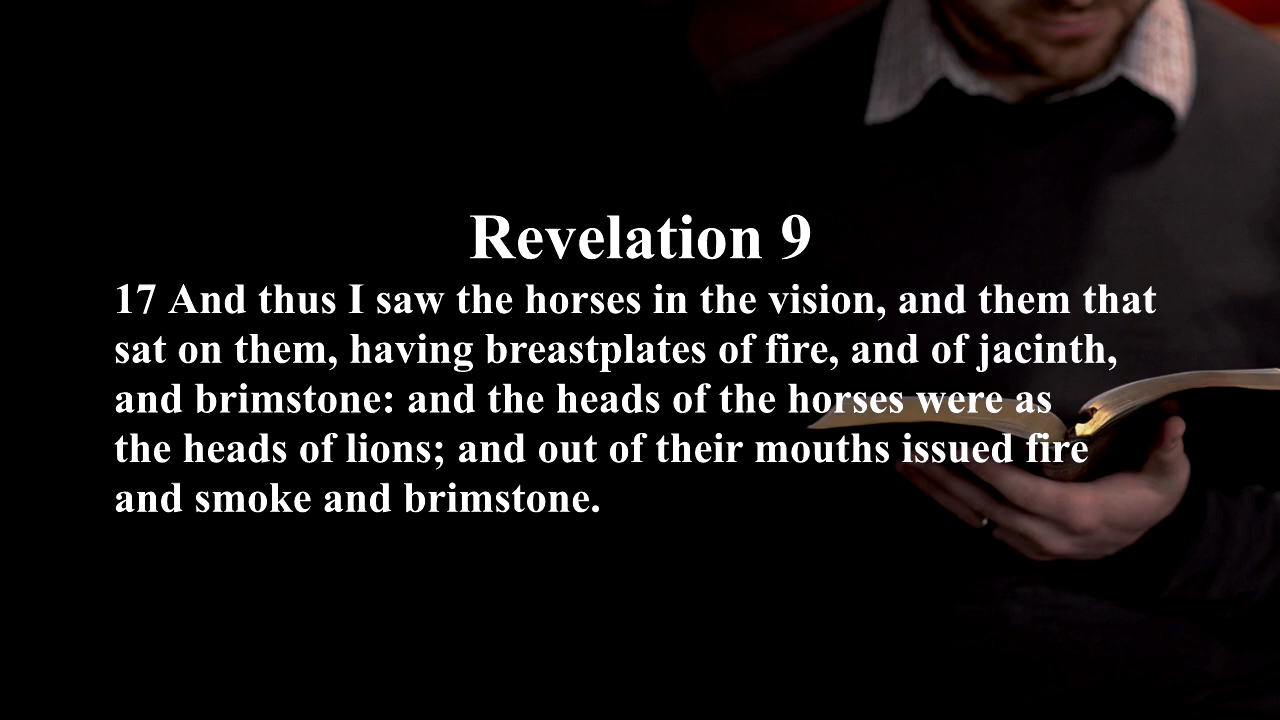 Revelation 9
17 And thus I saw the horses in the vision, and them that
sat on them, having breastplates of fire, and of jacinth,
and brimstone: and the heads of the horses were as
the heads of lions; and out of their mouths issued fire
and smoke and brimstone.